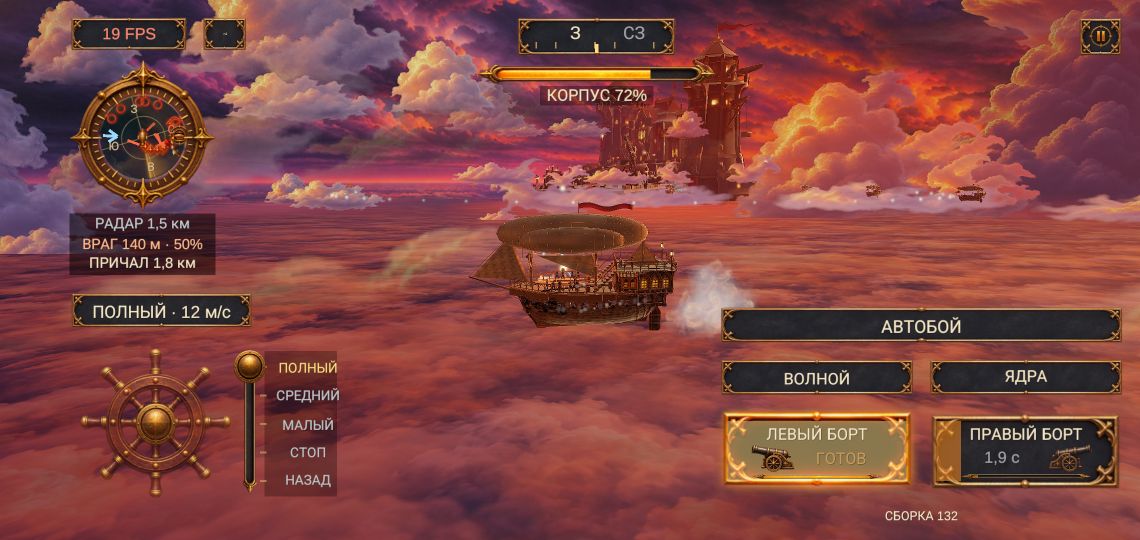 19 FPS
З СЗ
КОРПУС 72%
З
Ю
В
РАДАР 1,5 км
ВРАГ 140 м · 50%
ПРИЧАЛ 1,8 км
ПОЛНЫЙ · 12 м/с
ПОЛНЫЙ
СРЕДНИЙ
МАЛЫЙ
СТОП
НАЗАД
АВТОБОЙ
ВОЛНОЙ
ЯДРА
ЛЕВЫЙ БОРТ
ГОТОВ
ПРАВЫЙ БОРТ
1,9 с
СБОРКА 132